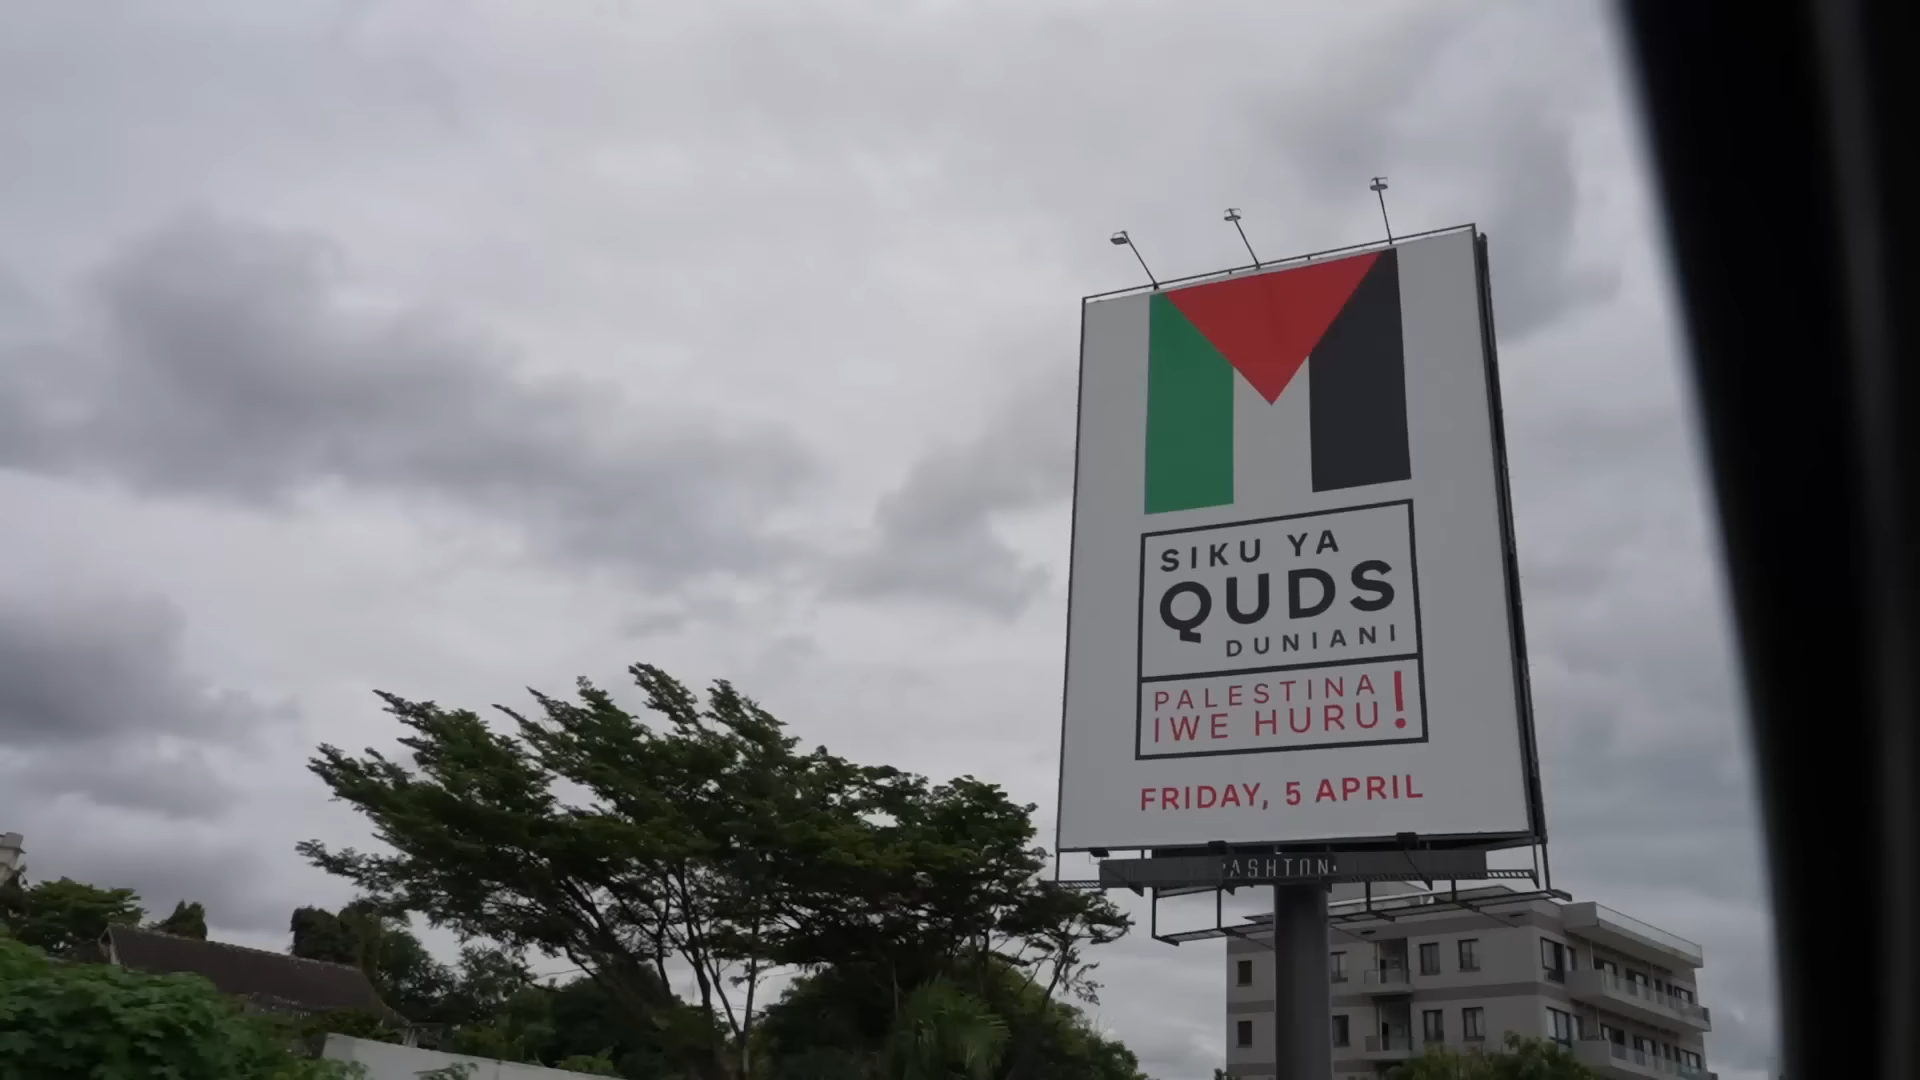 SIKU YA
QUDS
DUNIANI
PALESTINA
IWE HURU!
FRIDAY, 5 APRIL
ASHTON